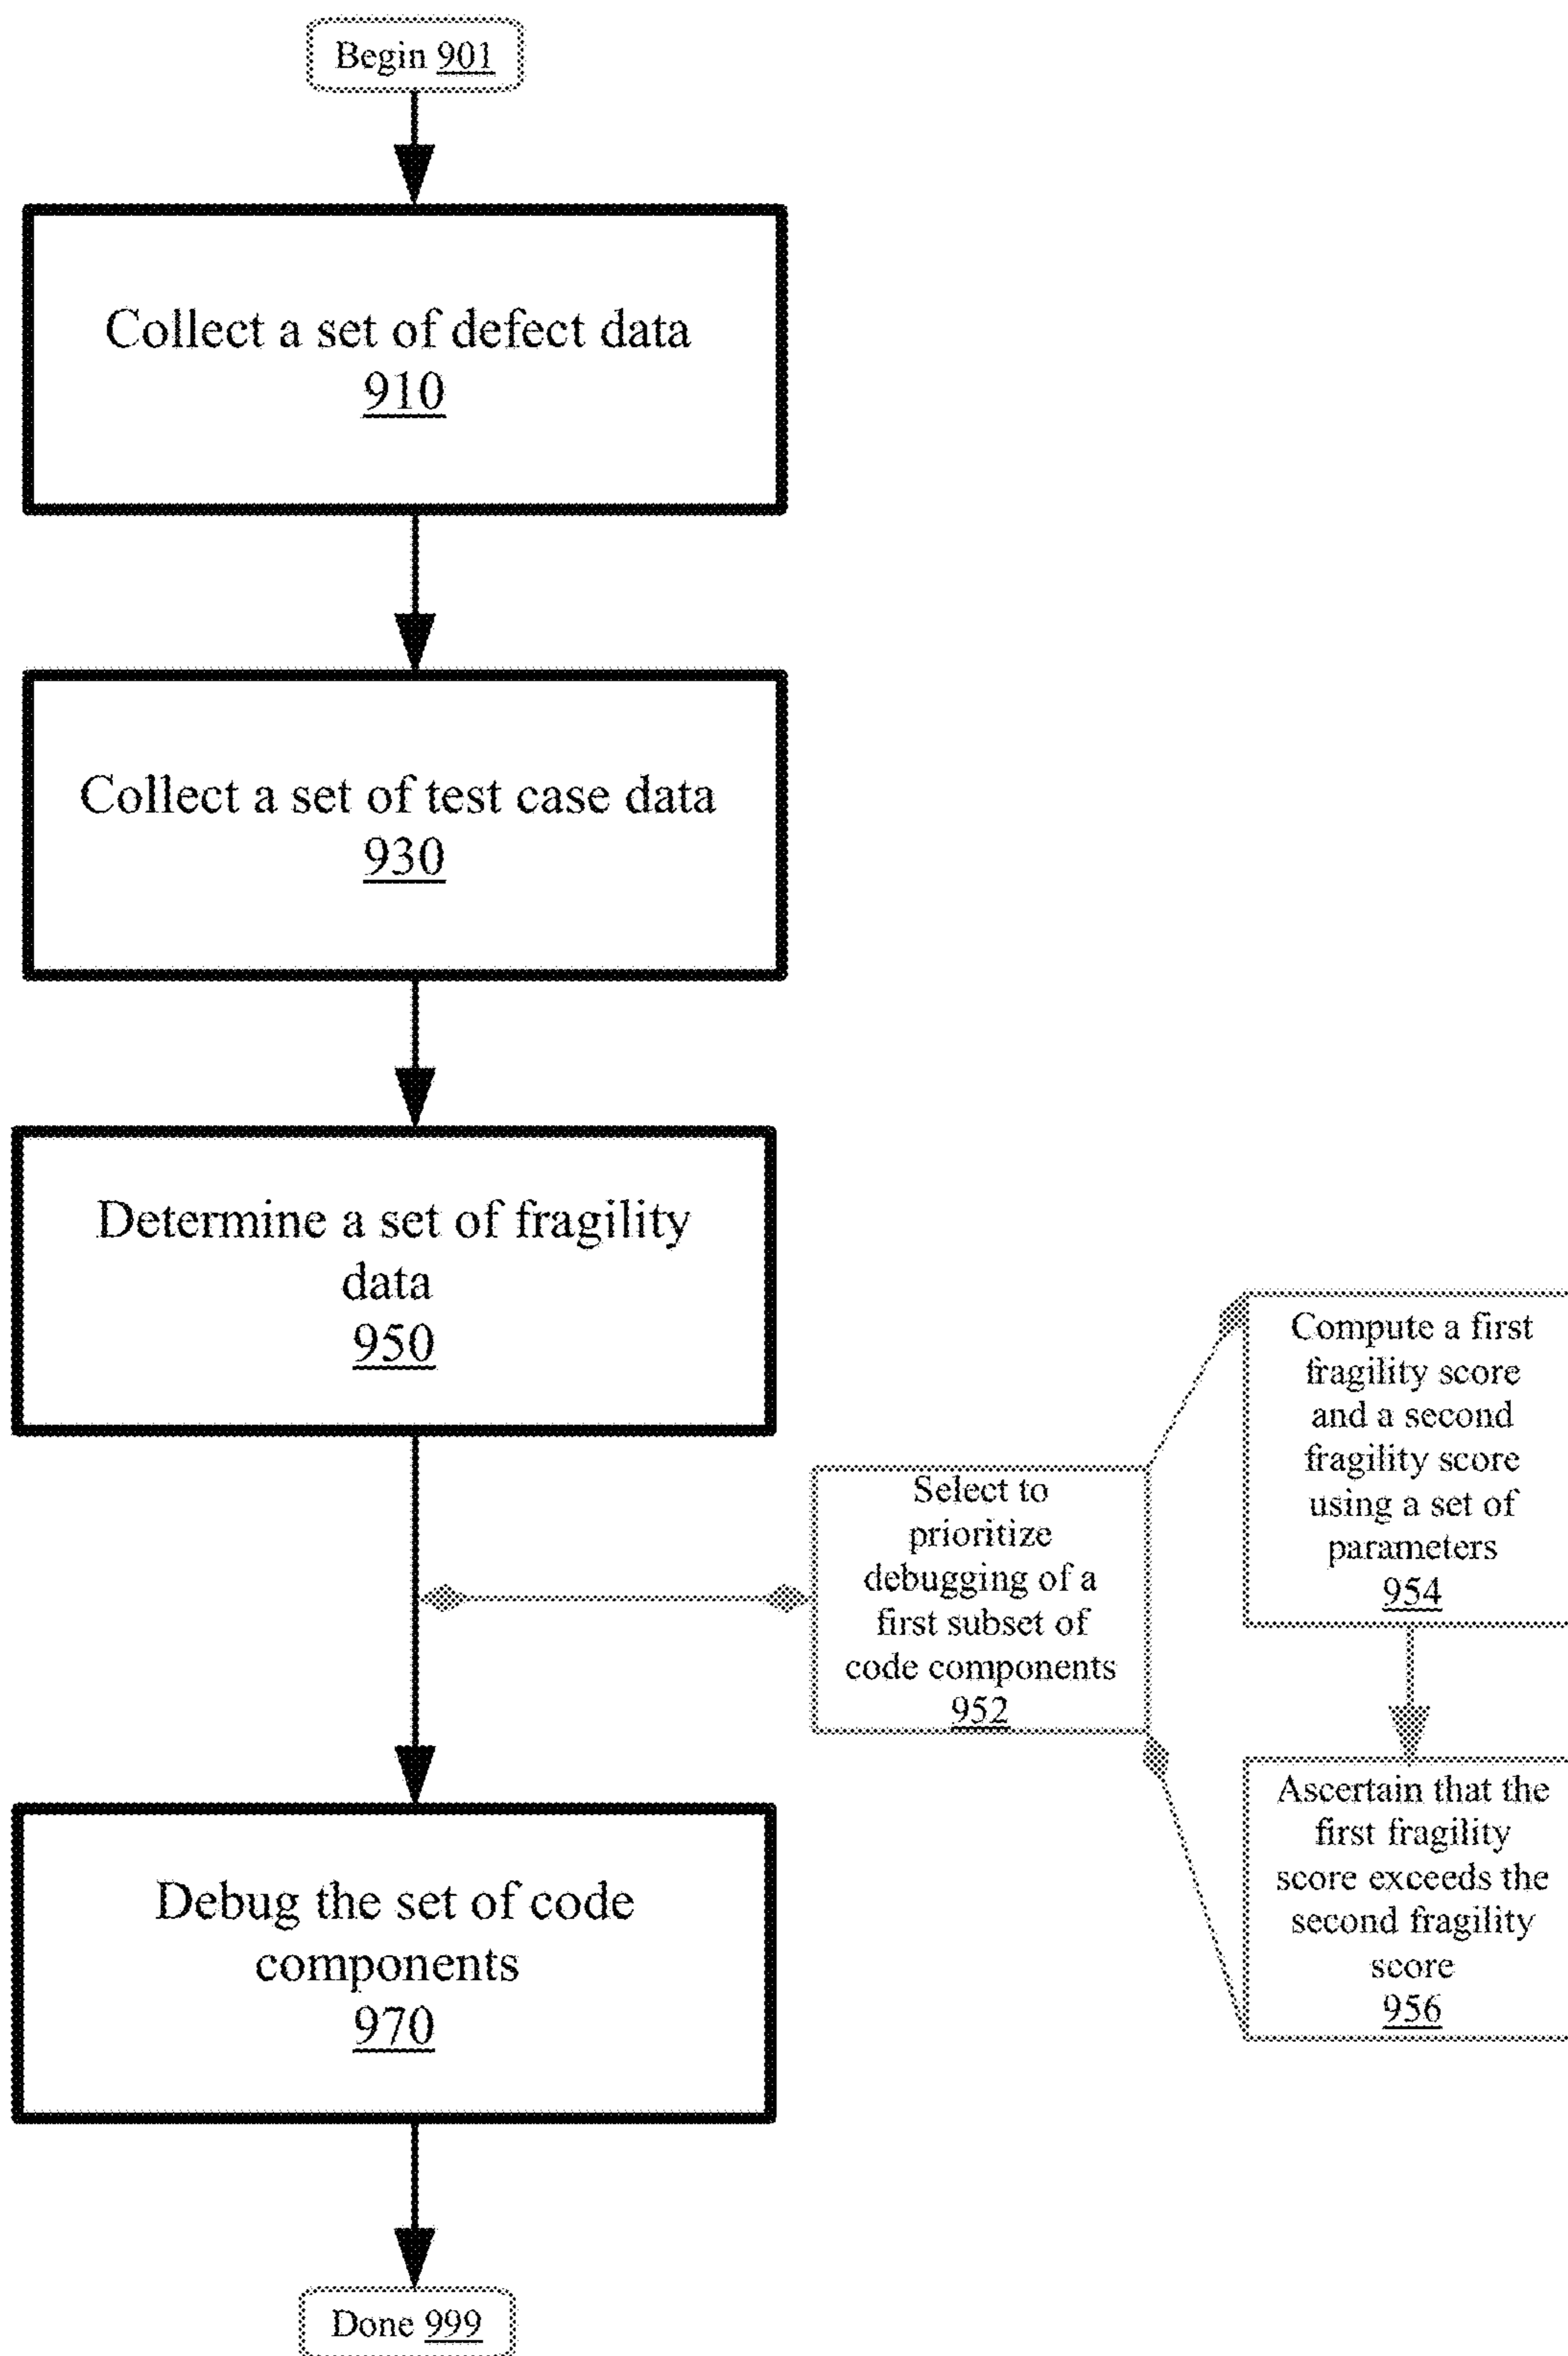 Begin 901
Collect a set of defect data
910
Collect a set of test case data
930
Determine a set of fragility
data
950
Select to
prioritize
debugging of a
first subset of
code components
952
Compute a first
fragility score
and a second
fragility score
using a set of
parameters
954
Ascertain that the
first fragility
score exceeds the
second fragility
score
956
Debug the set of code
components
970
Done 999